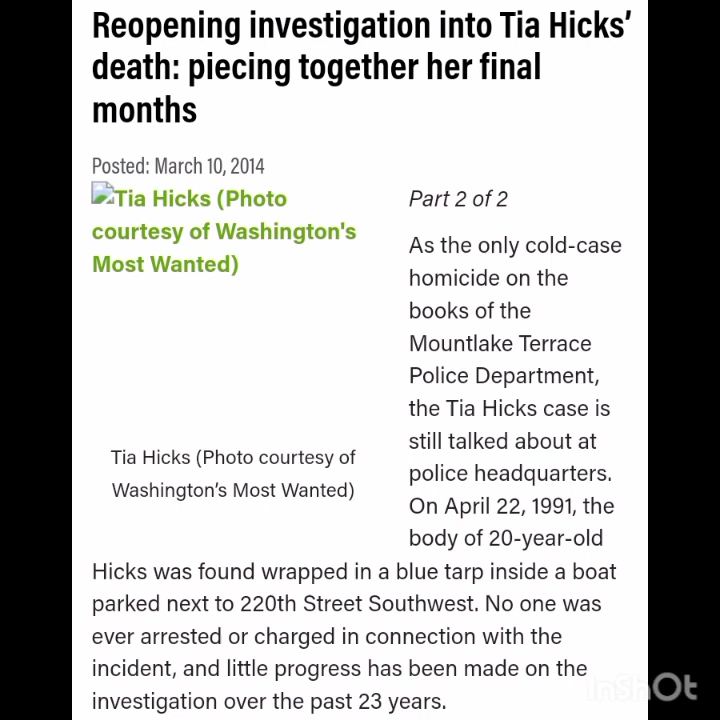 Reopening investigation into Tia Hicks’
death: piecing together her final
months
Posted: March 10, 2014
Tia Hicks (Photo
courtesy of Washington's
Most Wanted)
Tia Hicks (Photo courtesy of
Washington’s Most Wanted)
Part 2 of 2
As the only cold-case
homicide on the
books of the
Mountlake Terrace
Police Department,
the Tia Hicks case is
still talked about at
police headquarters.
On April 22, 1991, the
body of 20-year-old
Hicks was found wrapped in a blue tarp inside a boat
parked next to 220th Street Southwest. No one was
ever arrested or charged in connection with the
incident, and little progress has been made on the
investigation over the past 23 years.
InShOt